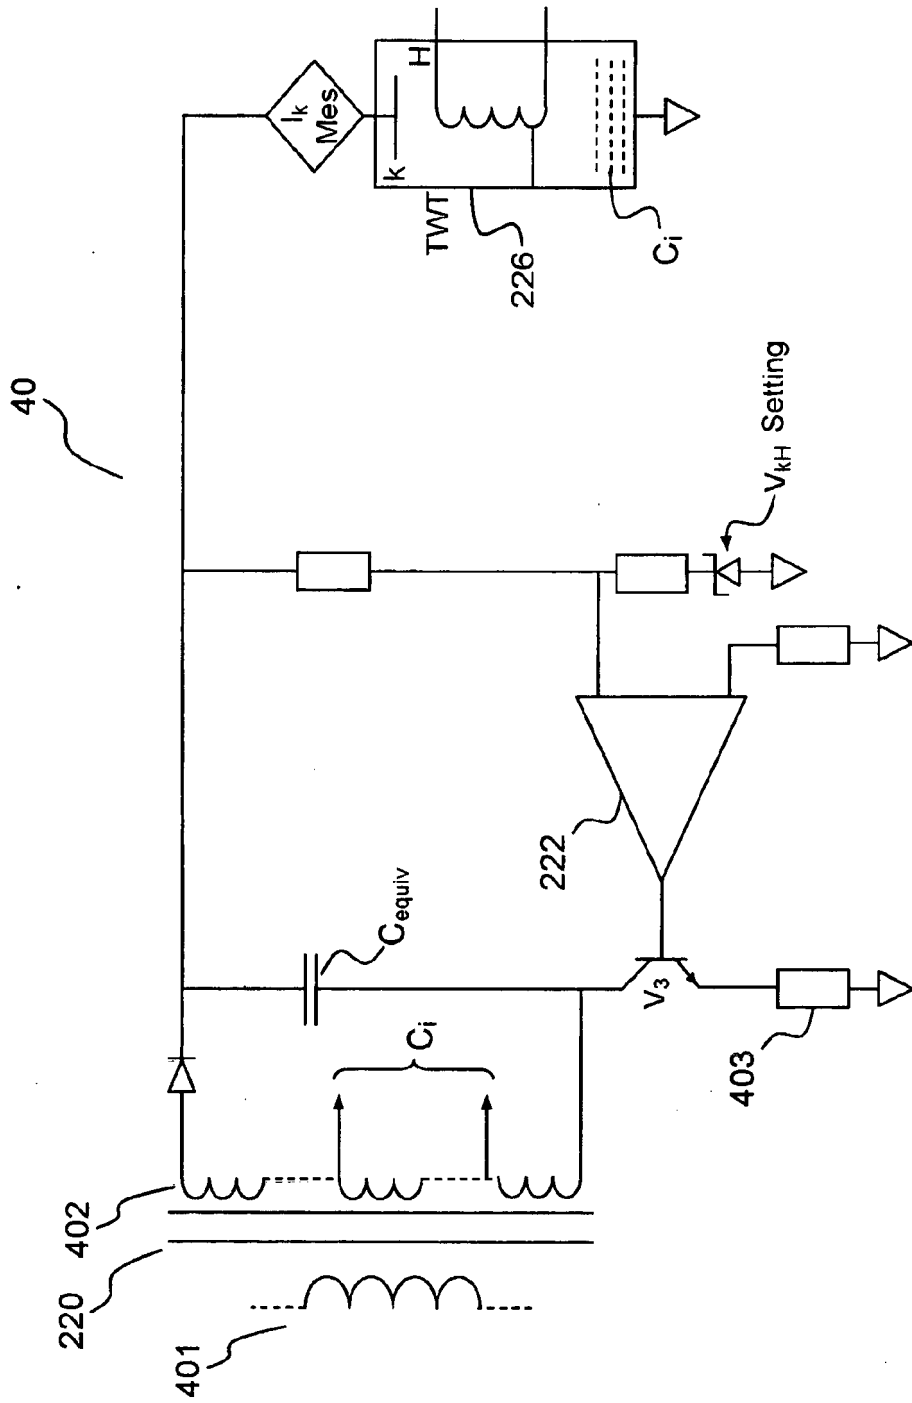 40
I_k
Mes
k
H
TWT
226
C_i
V_kH Setting
222
C_equiv
V_3
403
C_i
402
220
401